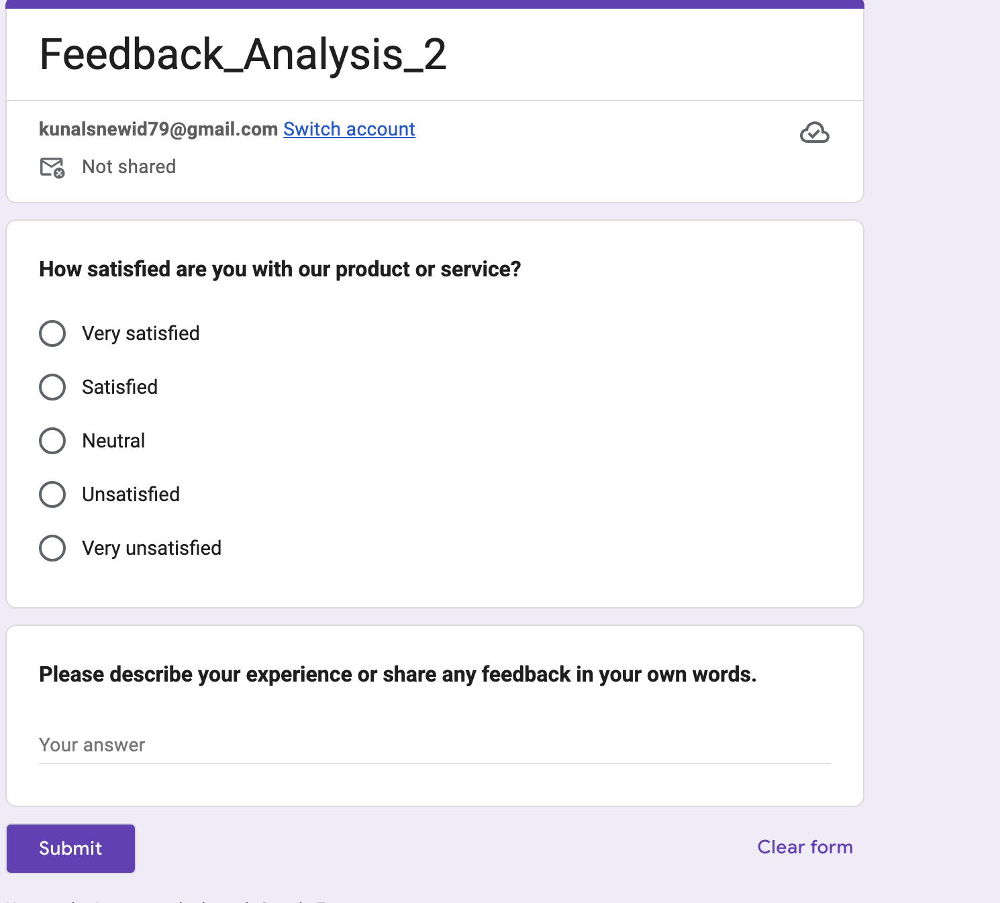 Feedback_Analysis_2
kunalsnewid79@gmail.com Switch account
Not shared
How satisfied are you with our product or service?
Very satisfied
Satisfied
Neutral
Unsatisfied
Very unsatisfied
Please describe your experience or share any feedback in your own words.
Your answer
Submit
Clear form